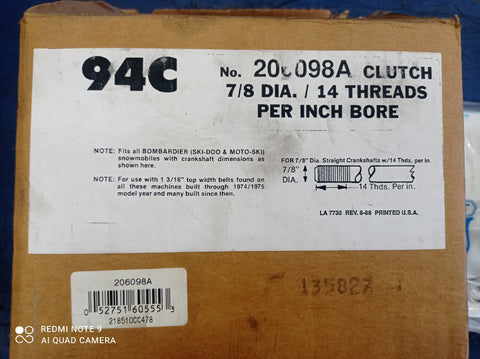 94C
No. 206098A CLUTCH
7/8 DIA. / 14 THREADS
PER INCH BORE
NOTE: Fits all BOMBARDIER (SKI-DOO & MOTO-SKI)
snowmobiles with crankshaft dimensions as
shown here.
NOTE: For use with 1 3/16" top width belts found on
all these machines built through 1974/1975
model year and many built since then.
FOR 7/8" Dia. Straight Crankshafts w/14 Thds. per in.
7/8"
DIA.
14 Thds. Per in.
LA 7730 REV. 8-88 PRINTED U.S.A.
206098A
0 52751 60555 3
218510CC478
135827
REDMI NOTE 9
AI QUAD CAMERA